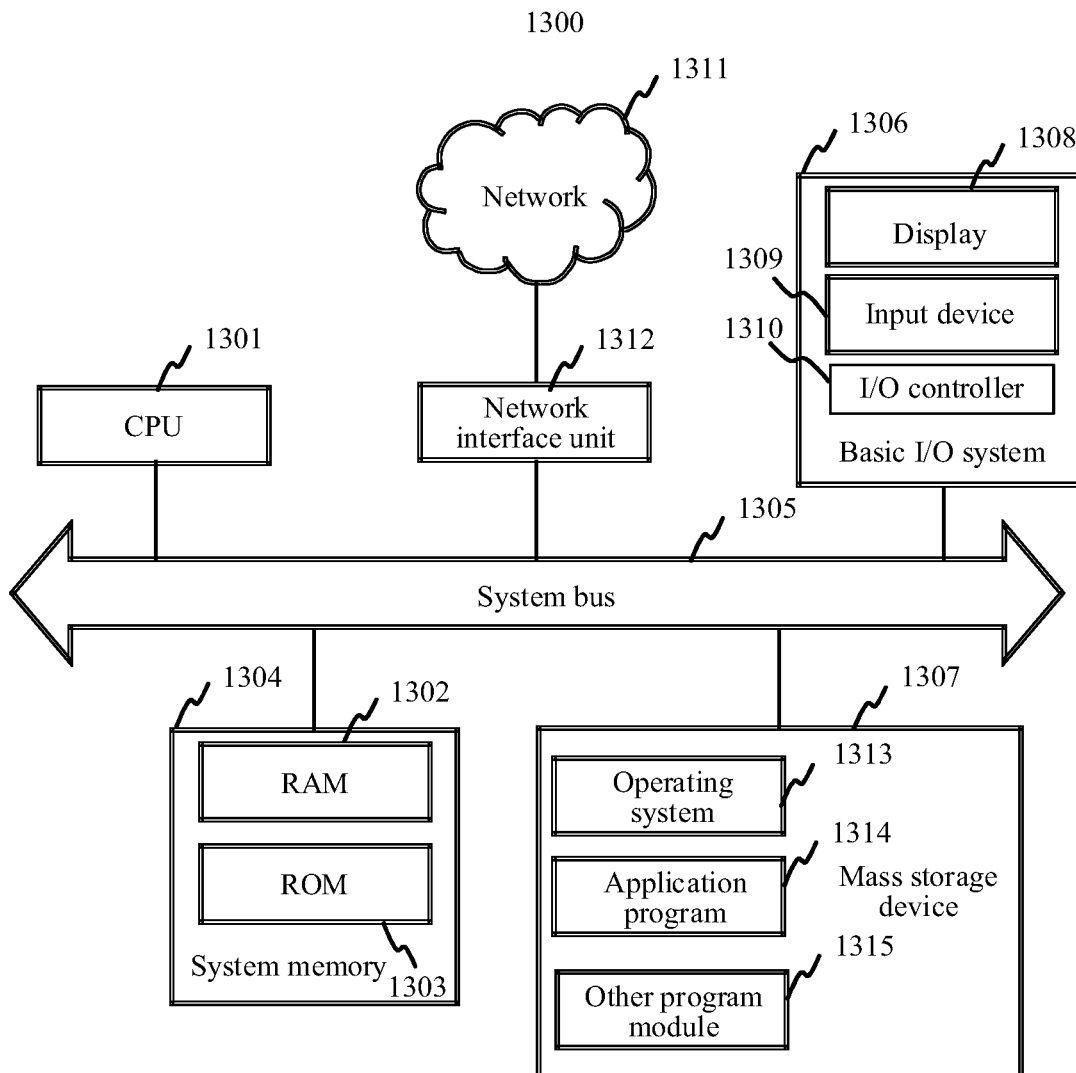 1300
1311
Network
1306
1308
Display
1309
Input device
1310
I/O controller
Basic I/O system
1301
CPU
1312
Network
interface unit
1305
System bus
1304
1302
RAM
ROM
System memory
1303
1307
1313
Operating
system
1314
Application
program
Mass storage
device
1315
Other program
module